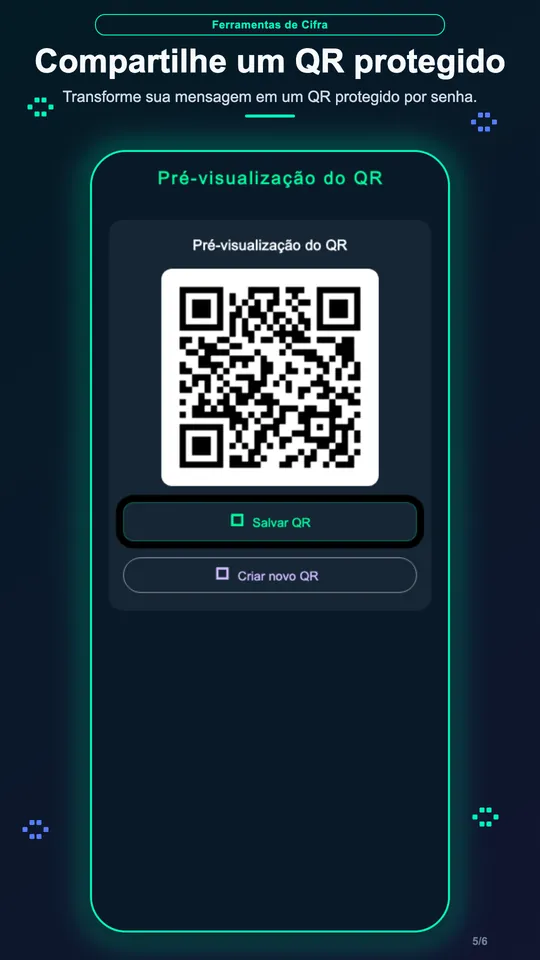 Ferramentas de Cifra
Compartilhe um QR protegido
Transforme sua mensagem em um QR protegido por senha.
Pré-visualização do QR
Pré-visualização do QR
Salvar QR
Criar novo QR
5/6